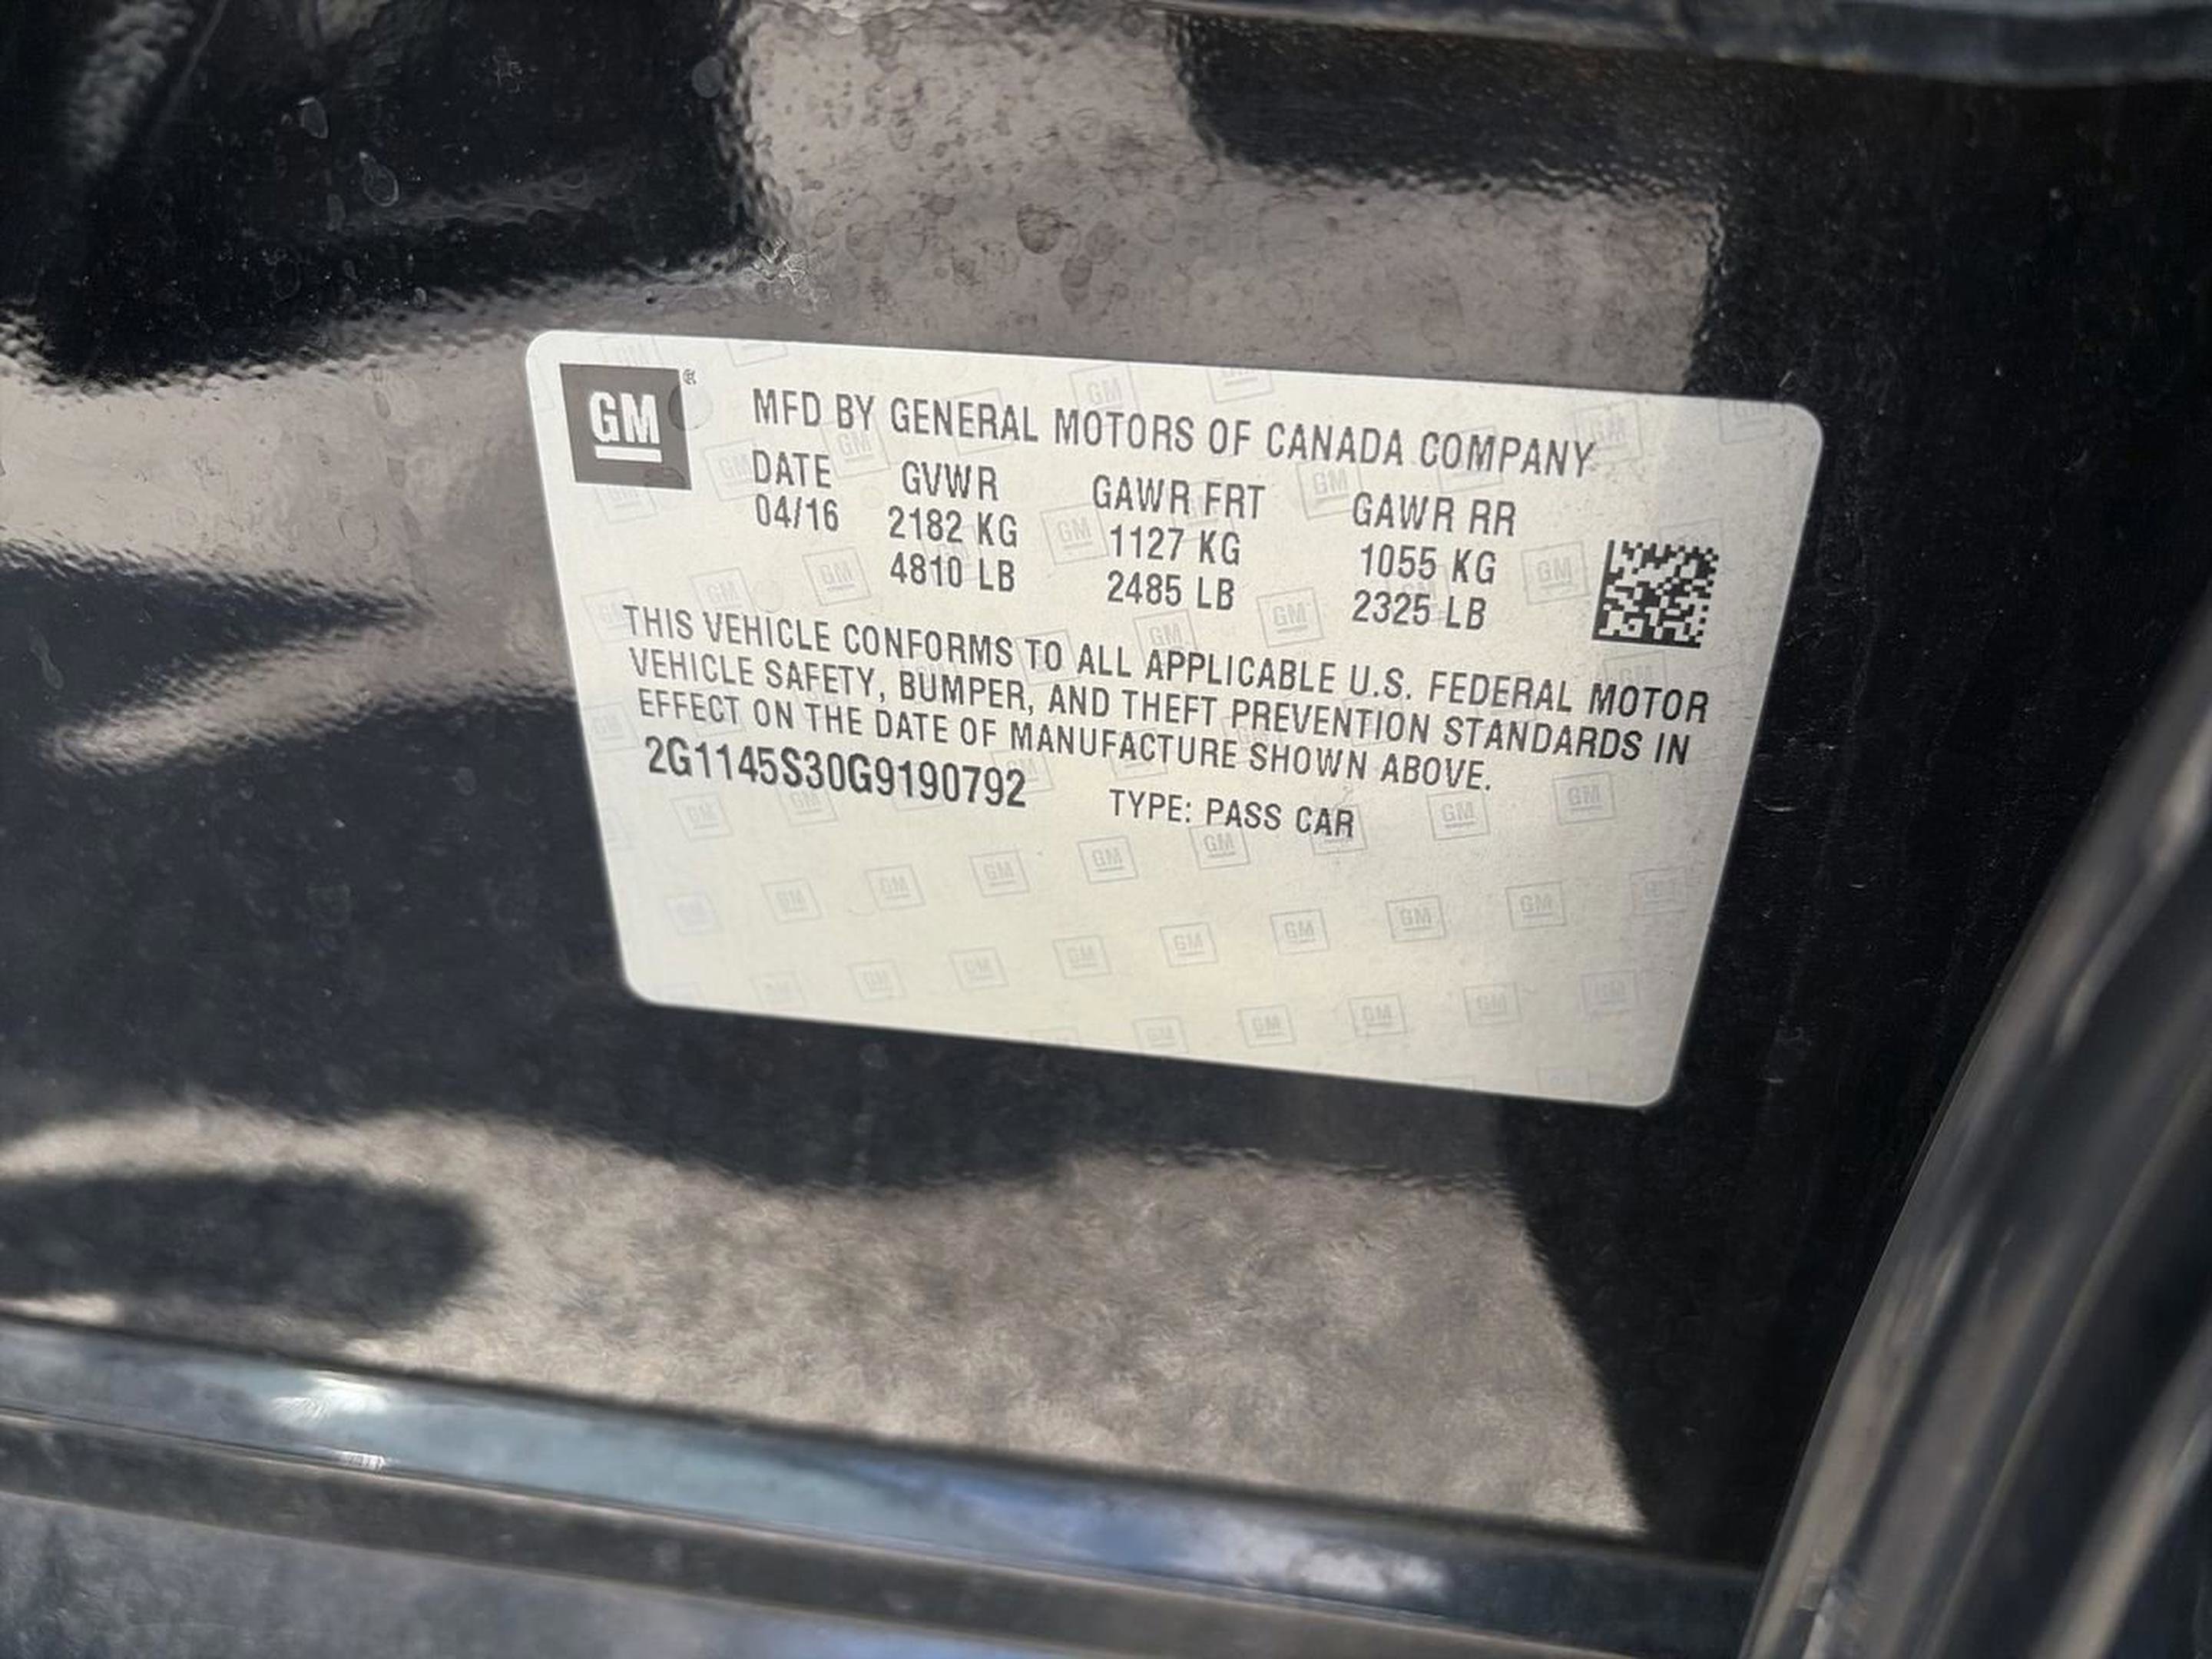 GM ®
MFD BY GENERAL MOTORS OF CANADA COMPANY
DATE GVWR GAWR FRT GAWR RR
04/16 2182 KG 1127 KG 1055 KG
4810 LB 2485 LB 2325 LB
THIS VEHICLE CONFORMS TO ALL APPLICABLE U.S. FEDERAL MOTOR
VEHICLE SAFETY, BUMPER, AND THEFT PREVENTION STANDARDS IN
EFFECT ON THE DATE OF MANUFACTURE SHOWN ABOVE.
2G1145S30G9190792 TYPE: PASS CAR